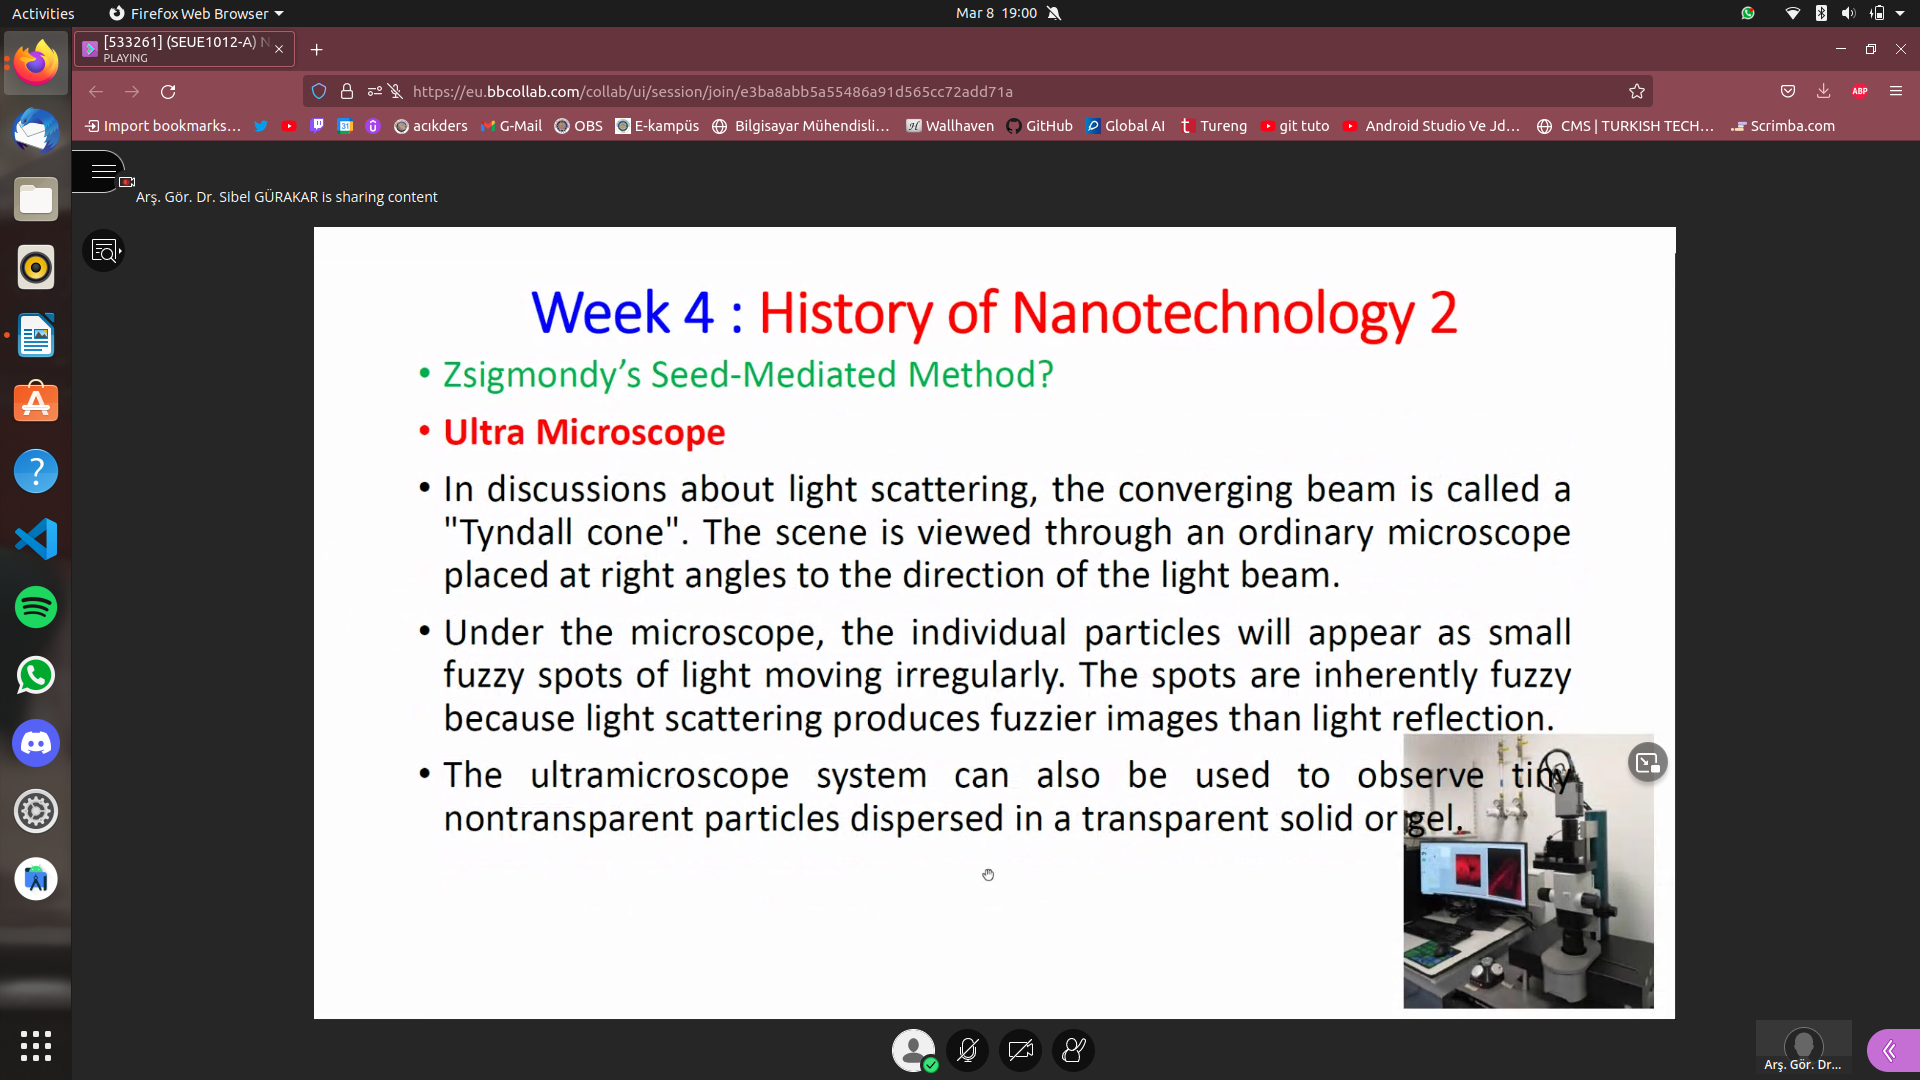 Activities
Firefox Web Browser
Mar 8 19:00
[533261] (SEUE1012-A) N
PLAYING
https://eu.bbcollab.com/collab/ui/session/join/e3ba8abb5a55486a91d565cc72add71a
ABP
Import bookmarks…
acıkders
G-Mail
OBS
E-kampüs
Bilgisayar Mühendisli…
Wallhaven
GitHub
Global AI
Tureng
git tuto
Android Studio Ve Jd…
CMS | TURKISH TECH…
Scrimba.com
Arş. Gör. Dr. Sibel GÜRAKAR is sharing content
Week 4 : History of Nanotechnology 2
• Zsigmondy’s Seed-Mediated Method?
• Ultra Microscope
• In discussions about light scattering, the converging beam is called a
"Tyndall cone". The scene is viewed through an ordinary microscope
placed at right angles to the direction of the light beam.
• Under the microscope, the individual particles will appear as small
fuzzy spots of light moving irregularly. The spots are inherently fuzzy
because light scattering produces fuzzier images than light reflection.
• The ultramicroscope system can also be used to observe tiny
nontransparent particles dispersed in a transparent solid or gel.
Arş. Gör. Dr…